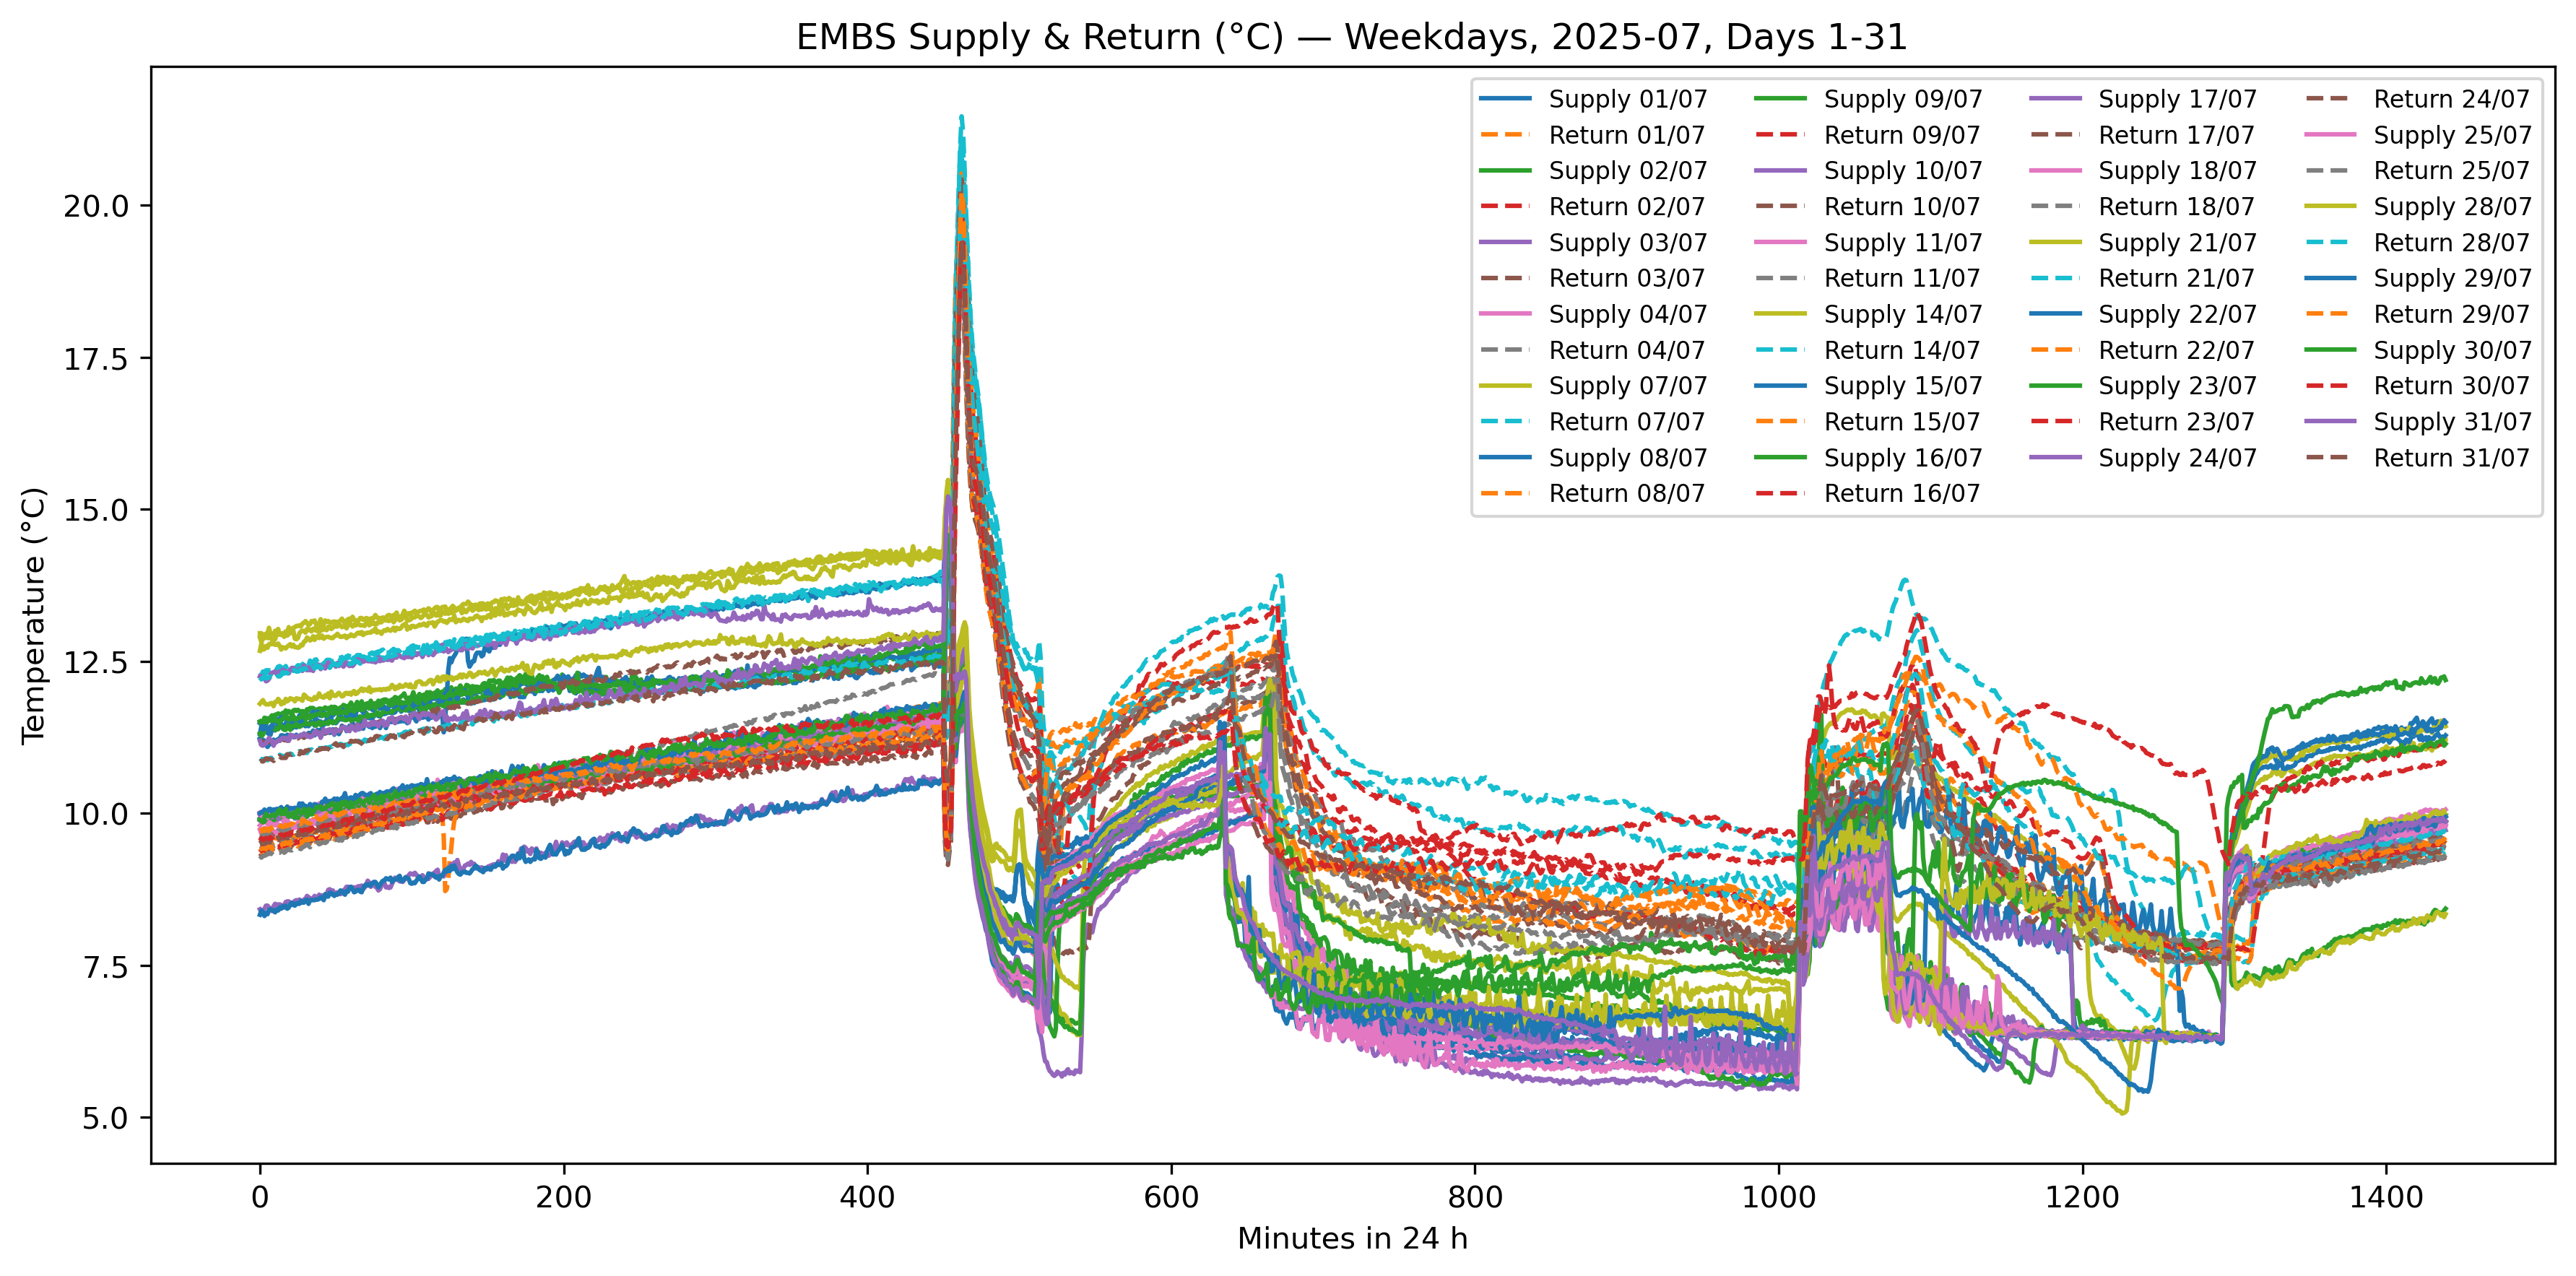 EMBS Supply & Return (°C) — Weekdays, 2025-07, Days 1-31
Temperature (°C)
20.0
17.5
15.0
12.5
10.0
7.5
5.0
0
200
400
600
800
1000
1200
1400
Minutes in 24 h
Supply 01/07
Return 01/07
Supply 02/07
Return 02/07
Supply 03/07
Return 03/07
Supply 04/07
Return 04/07
Supply 07/07
Return 07/07
Supply 08/07
Return 08/07
Supply 09/07
Return 09/07
Supply 10/07
Return 10/07
Supply 11/07
Return 11/07
Supply 14/07
Return 14/07
Supply 15/07
Return 15/07
Supply 16/07
Return 16/07
Supply 17/07
Return 17/07
Supply 18/07
Return 18/07
Supply 21/07
Return 21/07
Supply 22/07
Return 22/07
Supply 23/07
Return 23/07
Supply 24/07
Return 24/07
Supply 25/07
Return 25/07
Supply 28/07
Return 28/07
Supply 29/07
Return 29/07
Supply 30/07
Return 30/07
Supply 31/07
Return 31/07